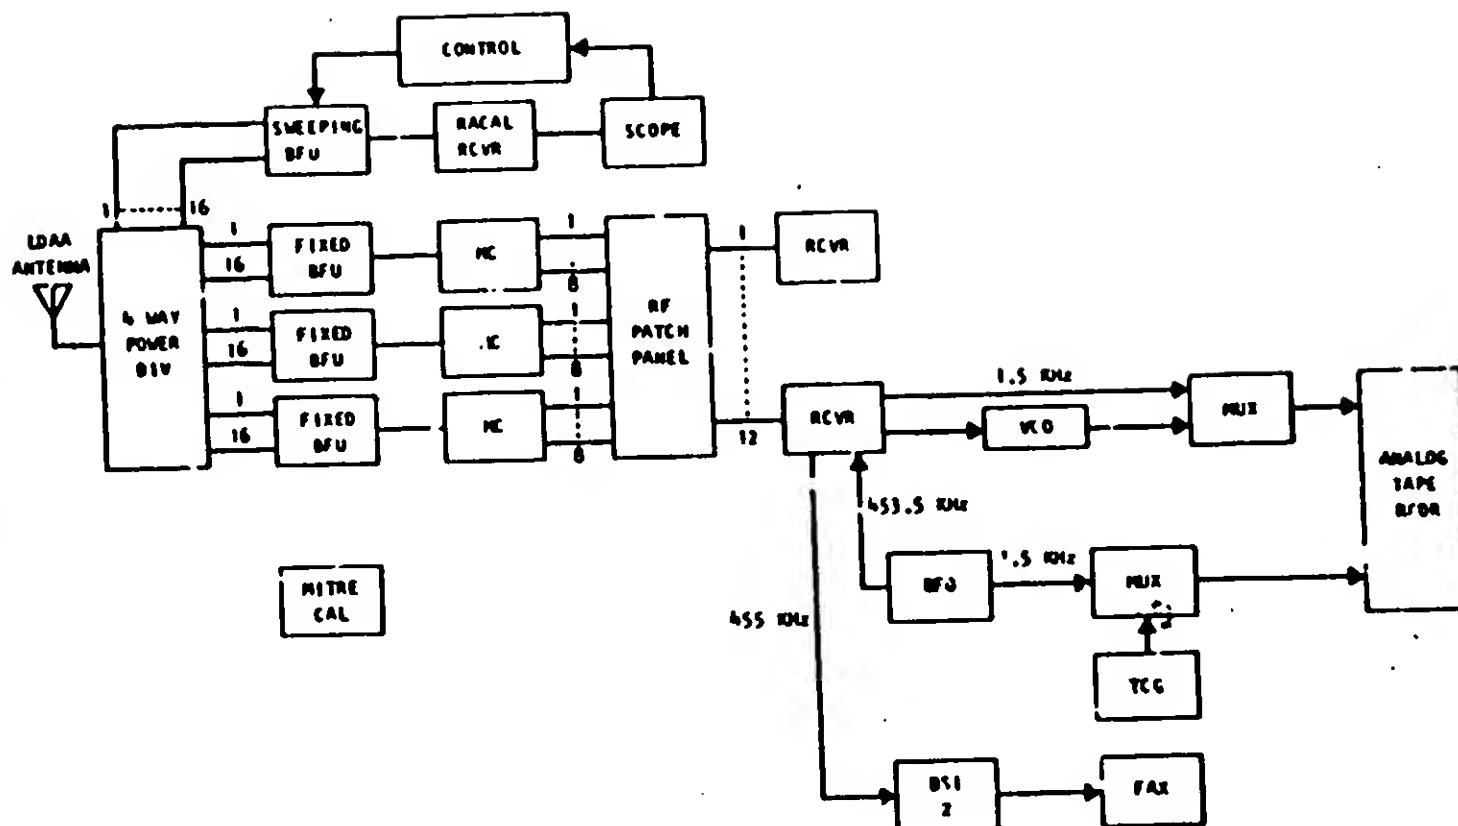 CONTROL
SWEEPING
BFU
RACAL
RCVR
SCOPE
1
16
LDAA
ANTENNA
4 WAY
POWER
DIV
1
16
FIXED
BFU
MC
1
8
1
16
FIXED
BFU
1
8
1
16
FIXED
BFU
MC
1
8
RF
PATCH
PANEL
1
12
RCVR
RCVR
1.5 KHz
VCO
MUX
ANALOG
TAPE
RCDR
453.5 KHz
BFO
1.5 KHz
MUX
TCG
455 KHz
MITRE
CAL
FAX